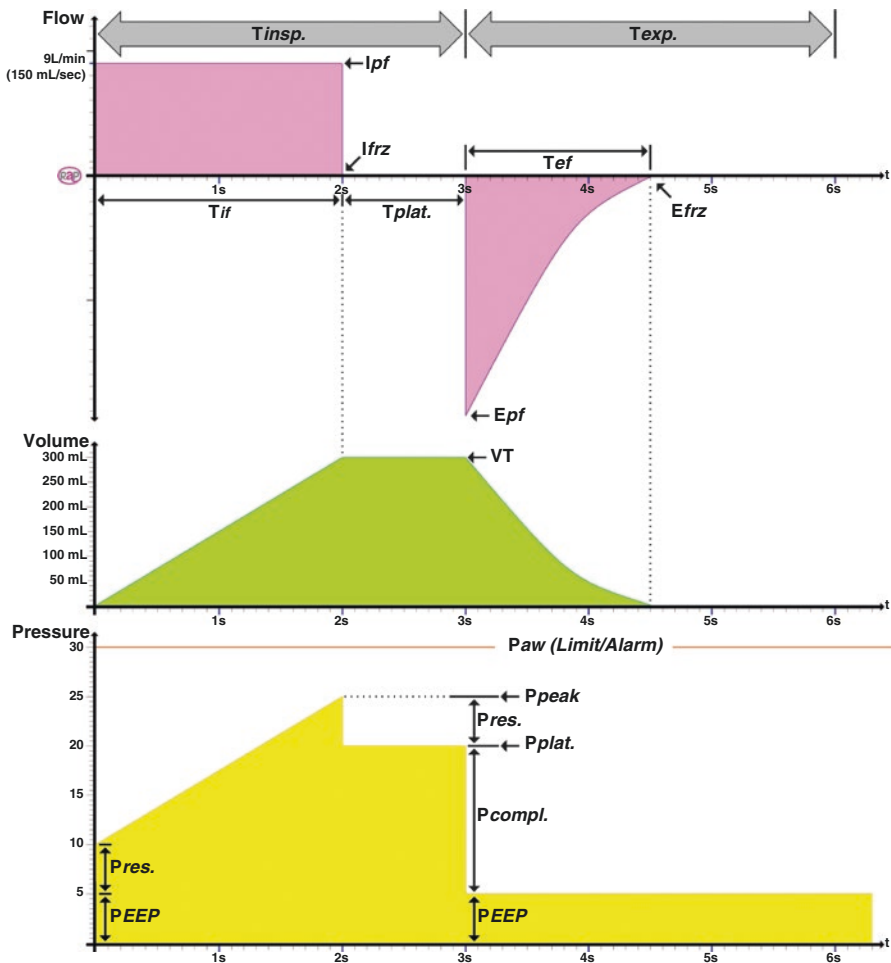 Flow
Tinsp.
Texp.
9L/min
(150 mL/sec)
Ipf
Ifrz
Tef
t
1s
2s
3s
4s
5s
6s
Tif
Tplat.
Efrz
Epf
Volume
300 mL
VT
250 mL
200 mL
150 mL
100 mL
50 mL
t
1s
2s
3s
4s
5s
6s
Pressure
30
Paw (Limit/Alarm)
25
Ppeak
Pres.
20
Pplat.
15
Pcompl.
10
Pres.
5
PEEP
PEEP
t
1s
2s
3s
4s
5s
6s